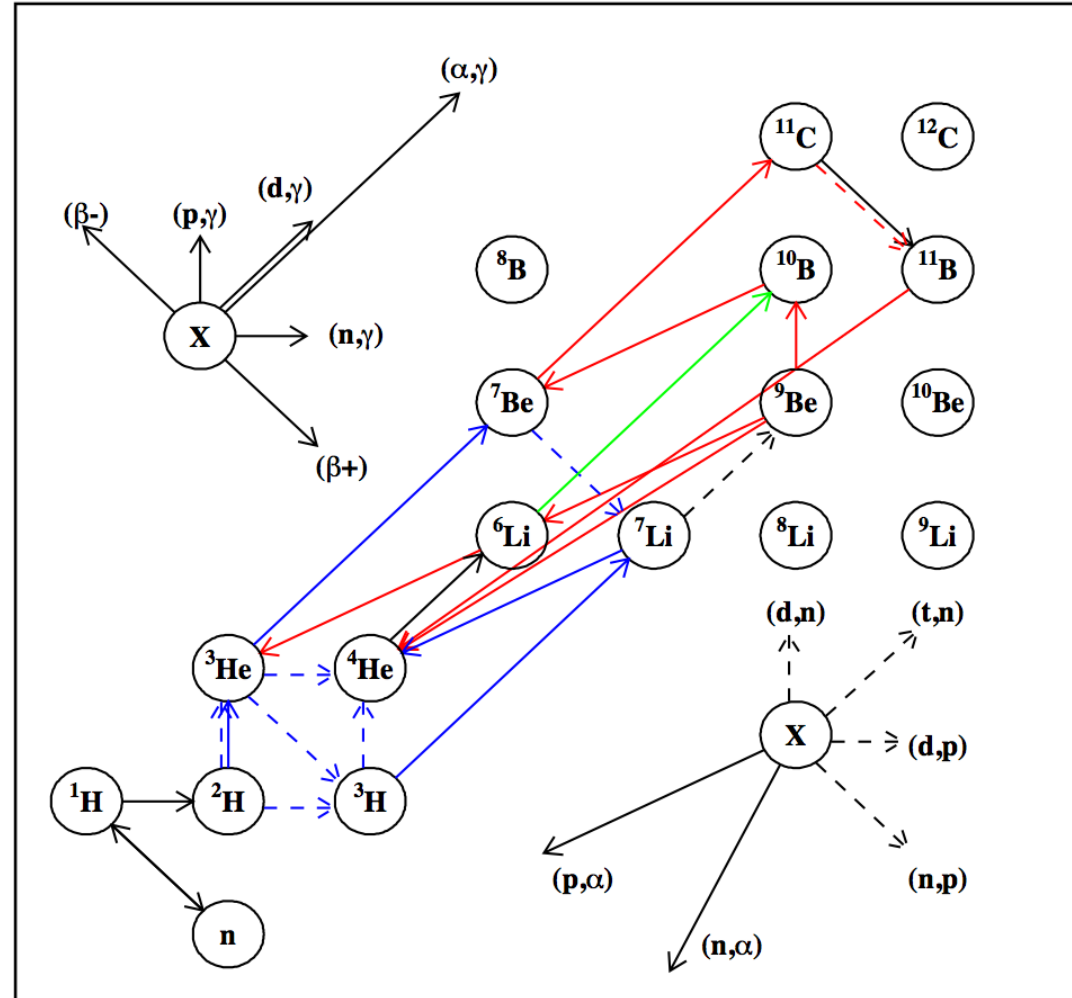 (α,γ)
¹¹C ¹²C
(d,γ)
(β-) (p,γ)
⁸B ¹⁰B ¹¹B
X (n,γ)
⁷Be ⁹Be ¹⁰Be
(β+)
⁶Li ⁷Li ⁸Li ⁹Li
(d,n) (t,n)
³He ⁴He
X (d,p)
¹H ²H ³H
(p,α) (n,p)
n (n,α)